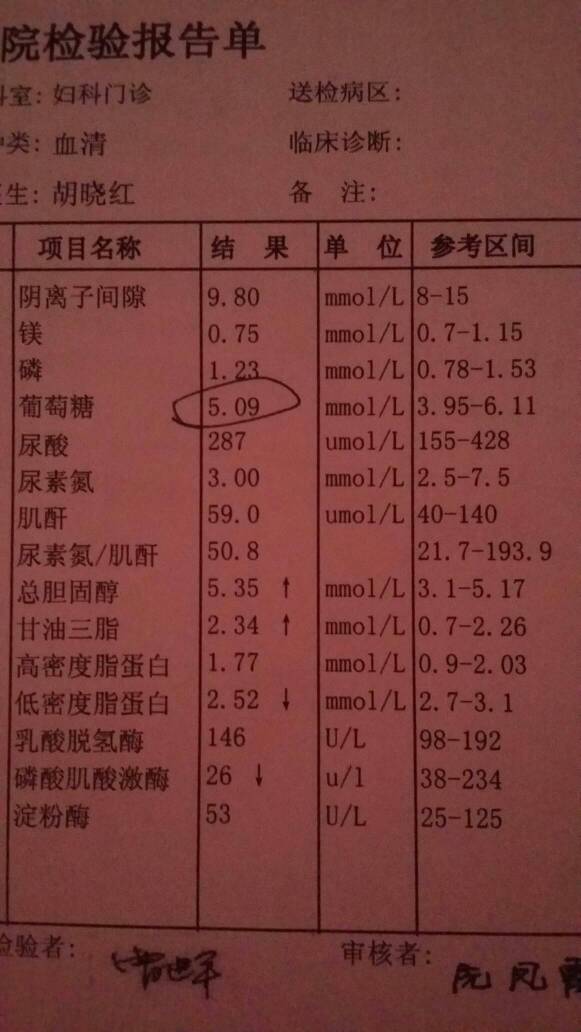 院检验报告单
科室: 妇科门诊 送检病区:
种类: 血清 临床诊断:
医生: 胡晓红 备 注:
项目名称 结 果 单 位 参考区间
阴离子间隙 9.80 mmol/L 8-15
镁 0.75 mmol/L 0.7-1.15
磷 1.23 mmol/L 0.78-1.53
葡萄糖 5.09 mmol/L 3.95-6.11
尿酸 287 umol/L 155-428
尿素氮 3.00 mmol/L 2.5-7.5
肌酐 59.0 umol/L 40-140
尿素氮/肌酐 50.8 21.7-193.9
总胆固醇 5.35 ↑ mmol/L 3.1-5.17
甘油三脂 2.34 ↑ mmol/L 0.7-2.26
高密度脂蛋白 1.77 mmol/L 0.9-2.03
低密度脂蛋白 2.52 ↓ mmol/L 2.7-3.1
乳酸脱氢酶 146 U/L 98-192
磷酸肌酸激酶 26 ↓ u/l 38-234
淀粉酶 53 U/L 25-125
检验者: 审核者: